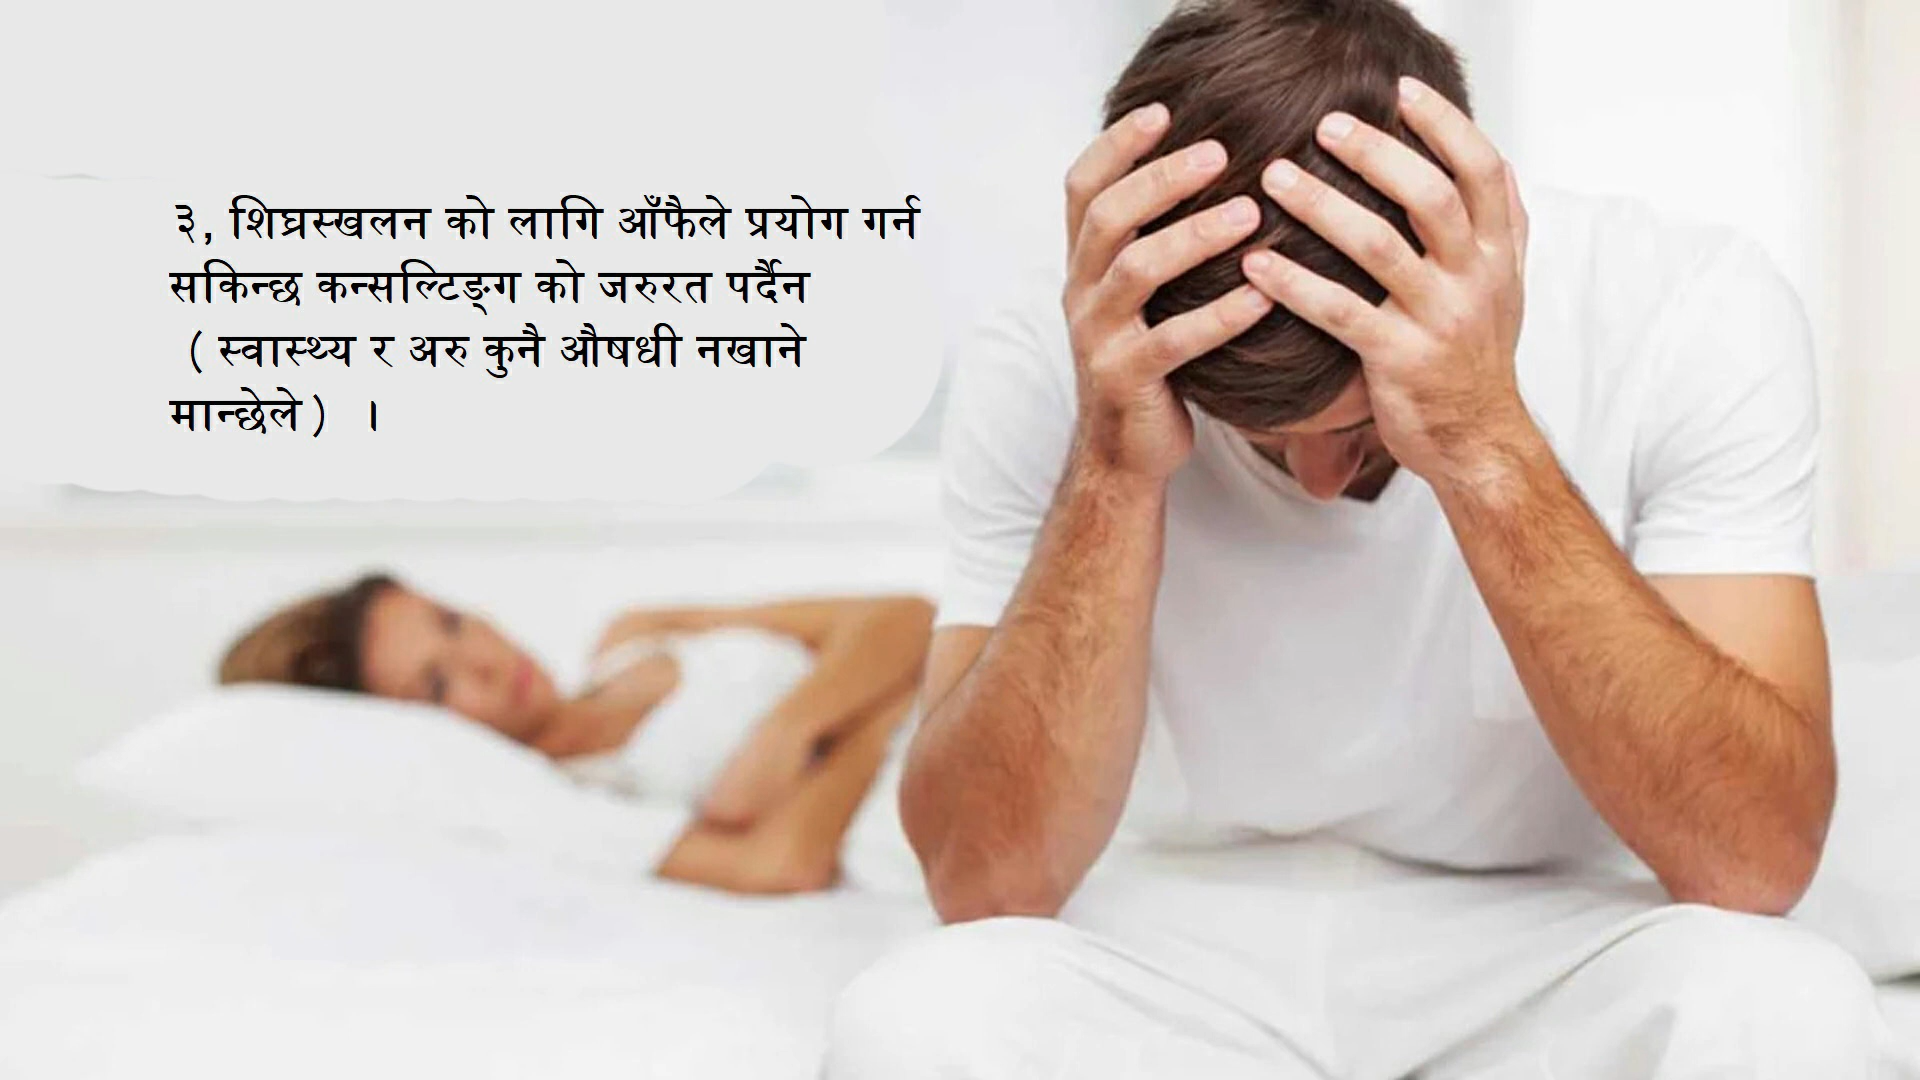 ३, शिघ्रस्खलन को लागि आँफैले प्रयोग गर्न
सकिन्छ कन्सल्टिङ्ग को जरुरत पर्दैन
( स्वास्थ्य र अरु कुनै औषधी नखाने
मान्छेले ) ।